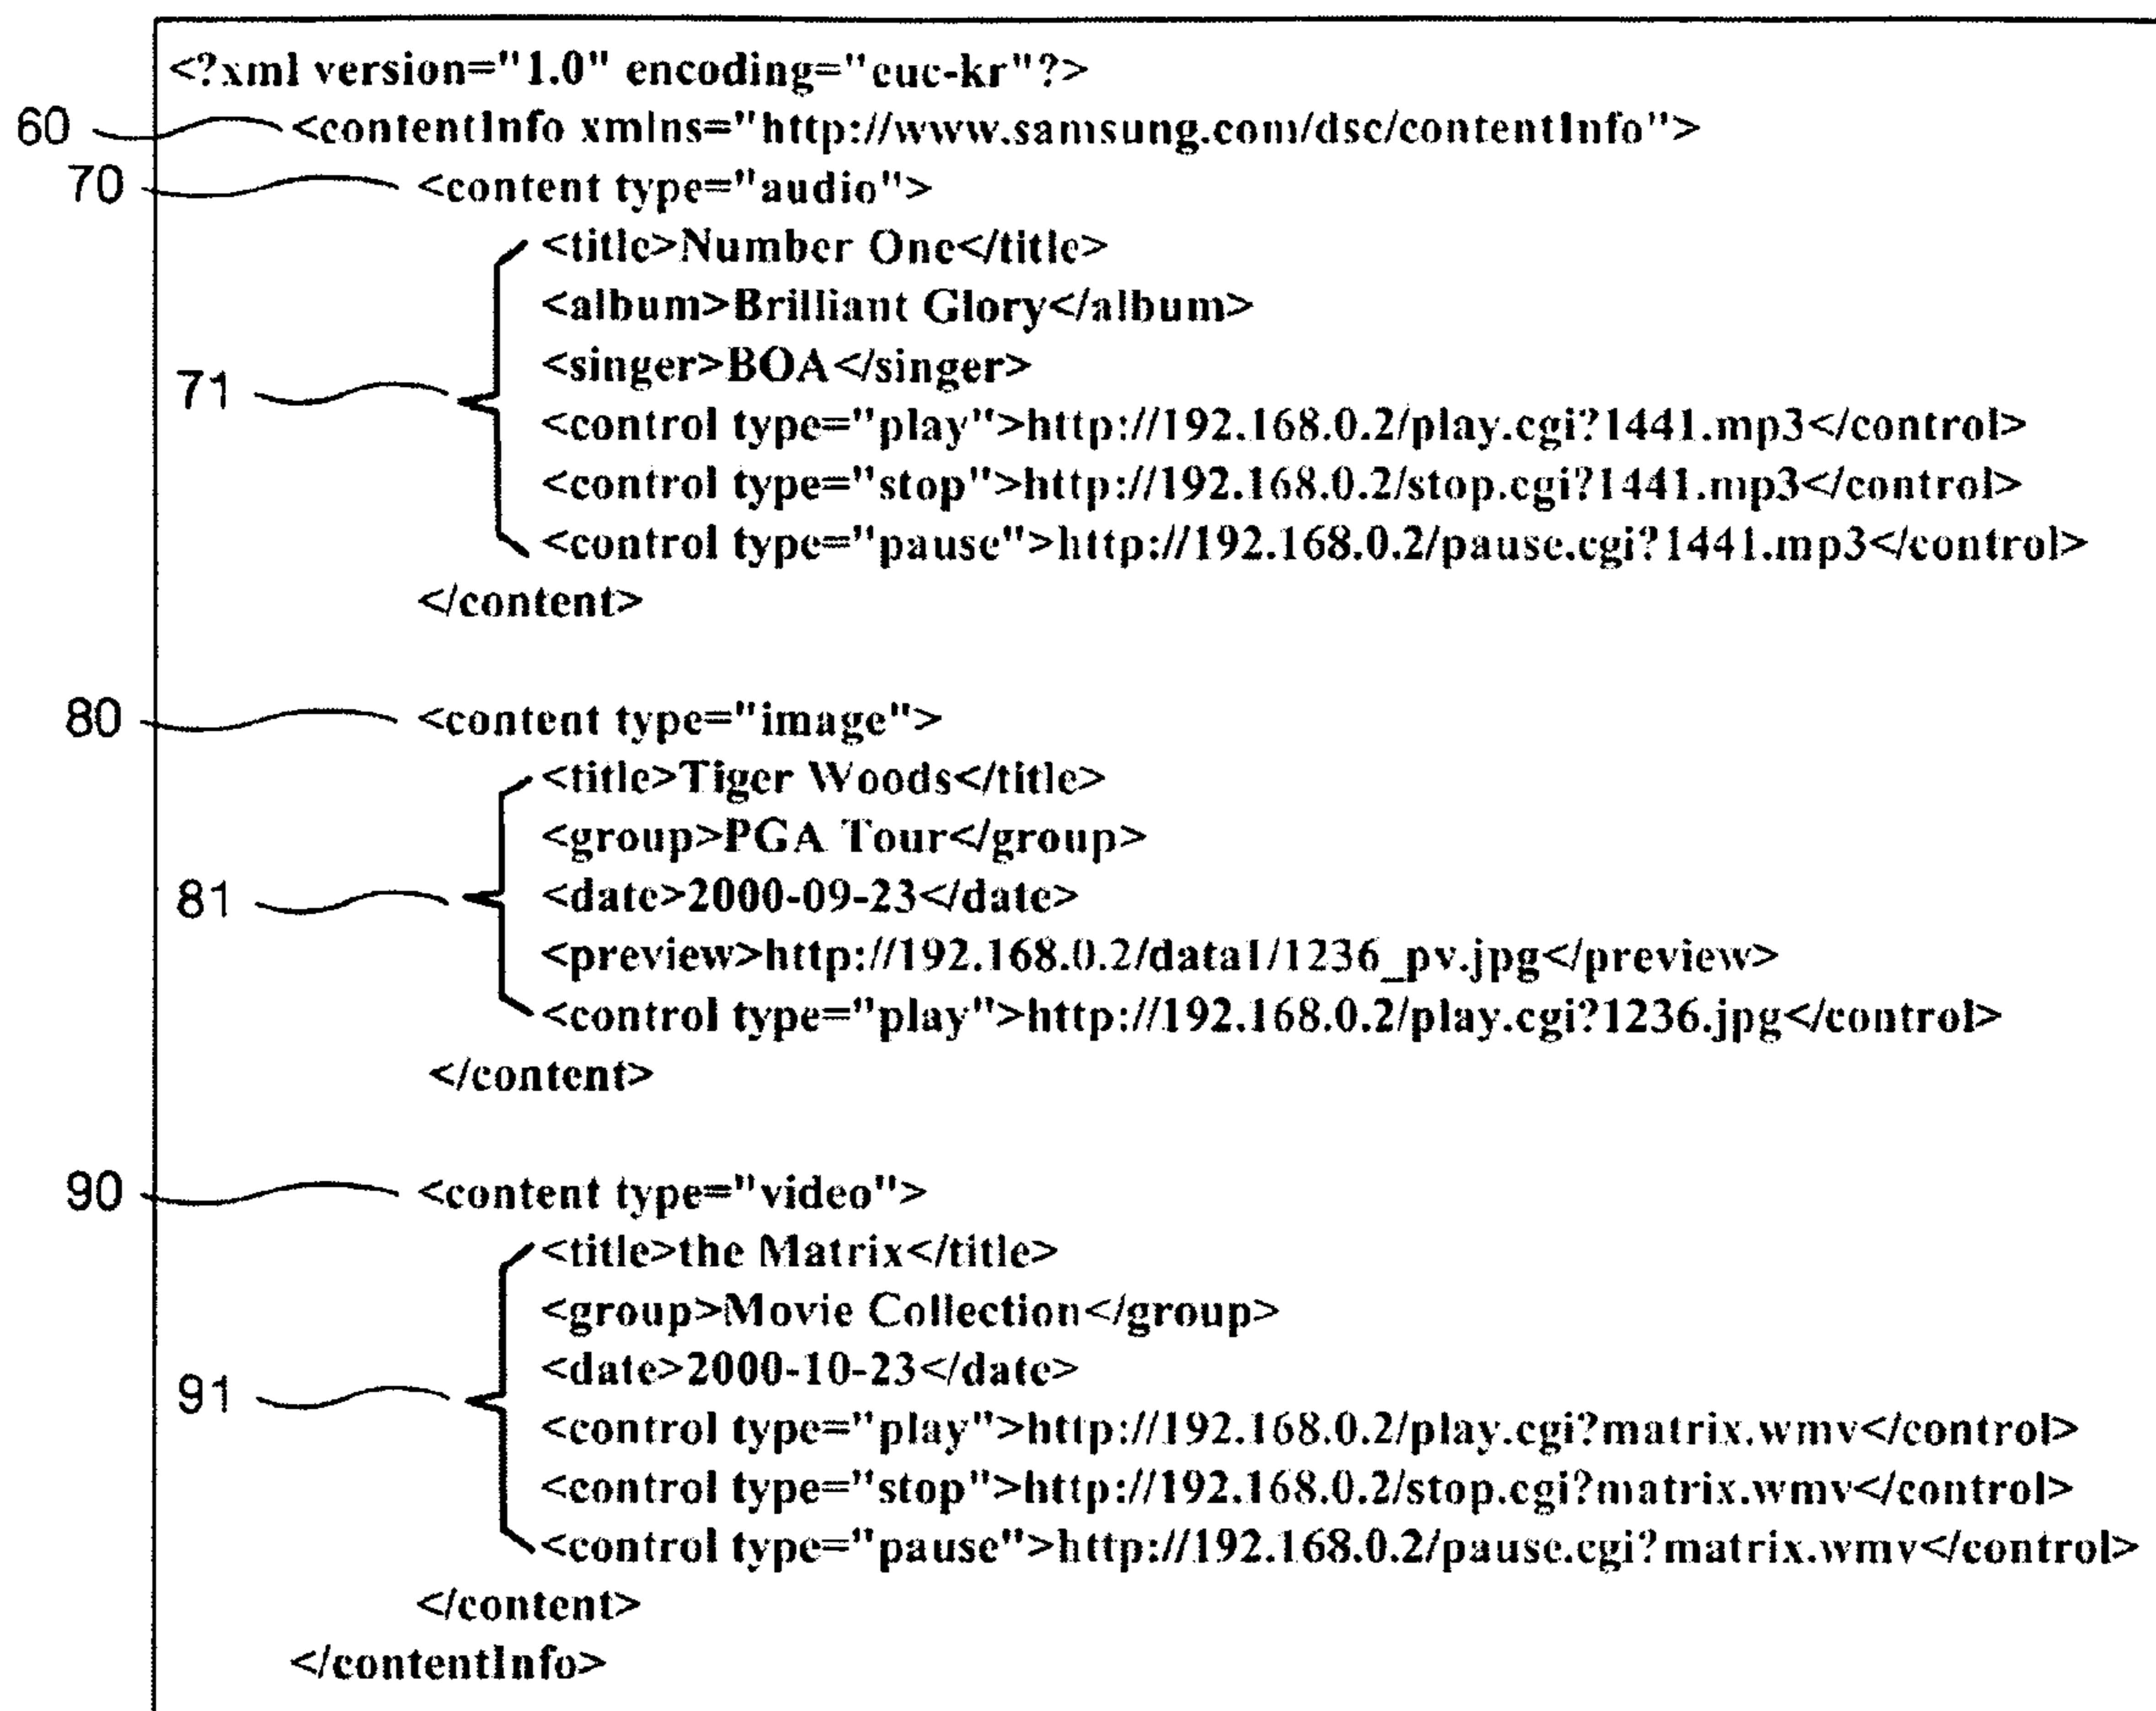 <?xml version="1.0" encoding="euc-kr"?>
60 <contentInfo xmlns="http://www.samsung.com/dsc/contentInfo">
70 <content type="audio">
<title>Number One</title>
<album>Brilliant Glory</album>
<singer>BOA</singer>
71 <control type="play">http://192.168.0.2/play.cgi?1441.mp3</control>
<control type="stop">http://192.168.0.2/stop.cgi?1441.mp3</control>
<control type="pause">http://192.168.0.2/pause.cgi?1441.mp3</control>
</content>
80 <content type="image">
<title>Tiger Woods</title>
<group>PGA Tour</group>
81 <date>2000-09-23</date>
<preview>http://192.168.0.2/data1/1236_pv.jpg</preview>
<control type="play">http://192.168.0.2/play.cgi?1236.jpg</control>
</content>
90 <content type="video">
<title>the Matrix</title>
<group>Movie Collection</group>
91 <date>2000-10-23</date>
<control type="play">http://192.168.0.2/play.cgi?matrix.wmv</control>
<control type="stop">http://192.168.0.2/stop.cgi?matrix.wmv</control>
<control type="pause">http://192.168.0.2/pause.cgi?matrix.wmv</control>
</content>
</contentInfo>